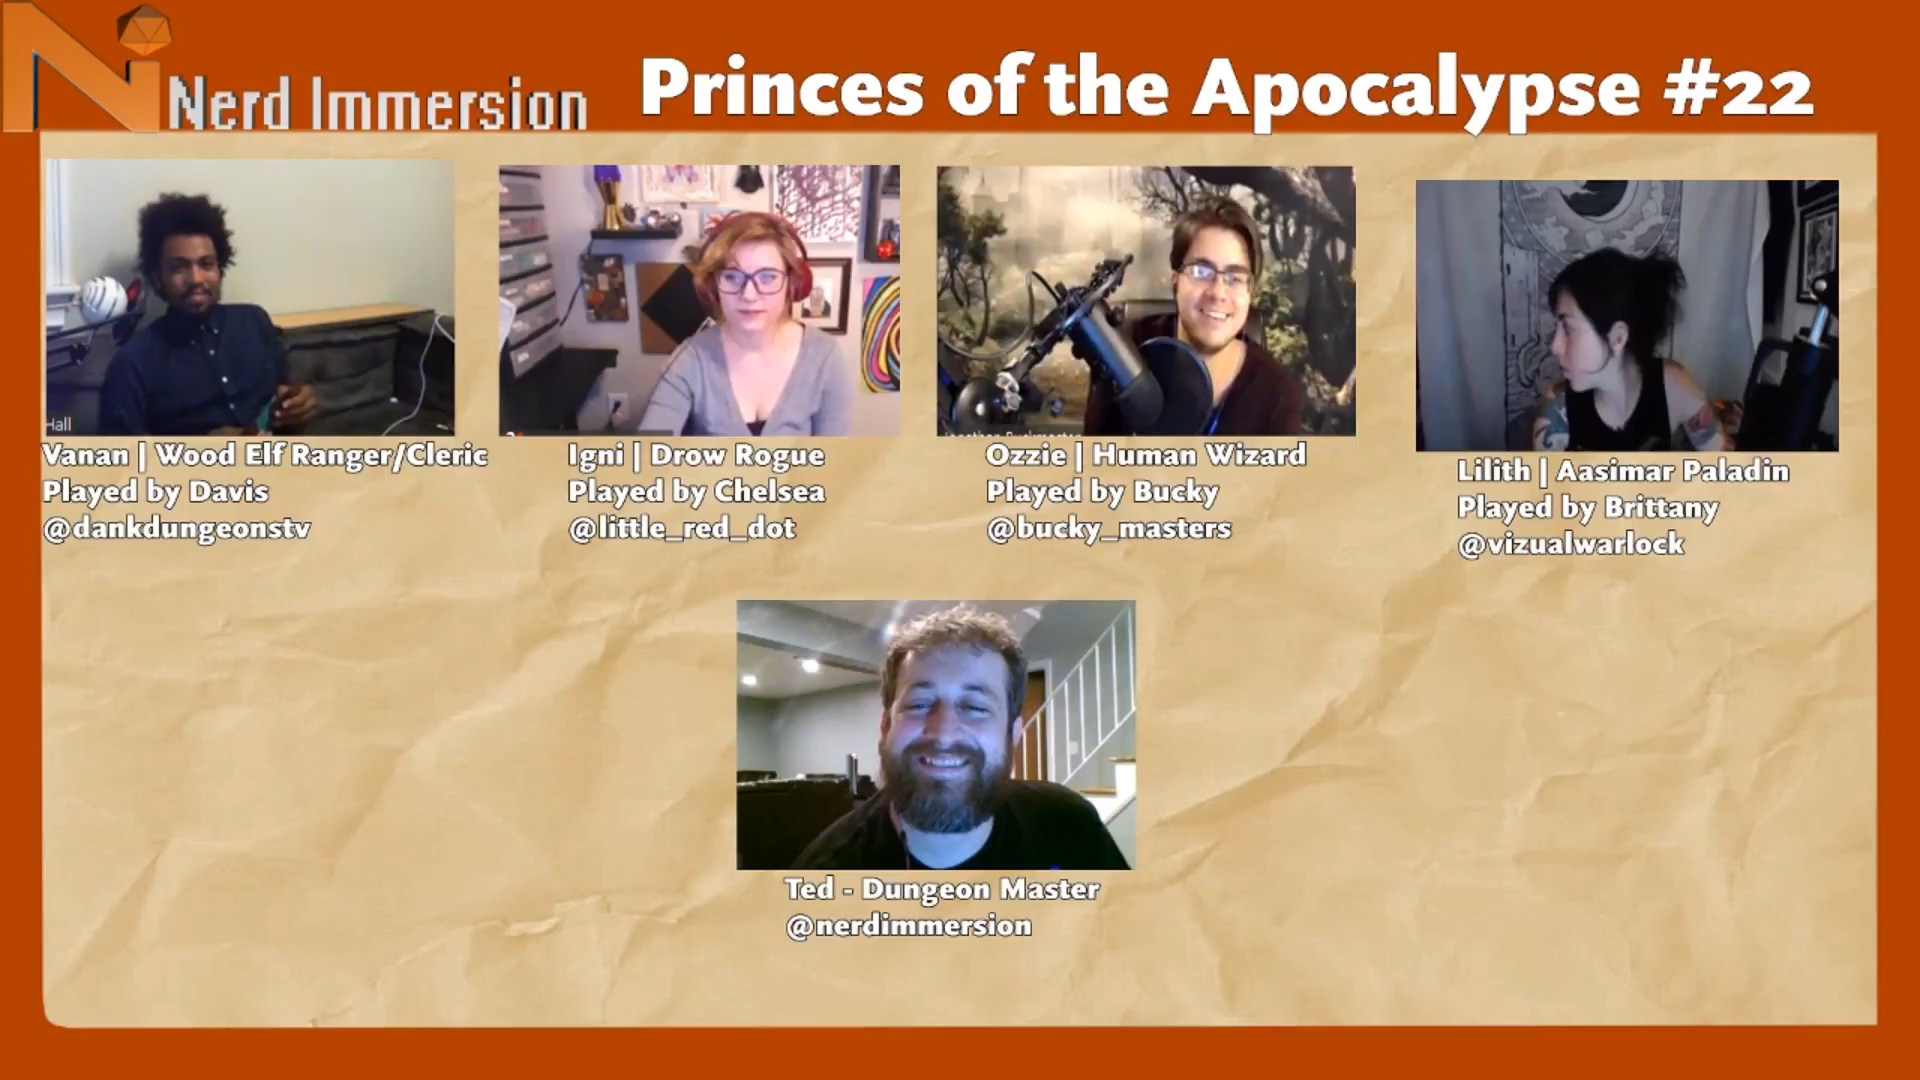 Nerd Immersion
Princes of the Apocalypse #22
Hall
Vanan | Wood Elf Ranger/Cleric
Played by Davis
@dankdungeonstv
Igni | Drow Rogue
Played by Chelsea
@little_red_dot
Ozzie | Human Wizard
Played by Bucky
@bucky_masters
Lilith | Aasimar Paladin
Played by Brittany
@vizualwarlock
Ted - Dungeon Master
@nerdimmersion